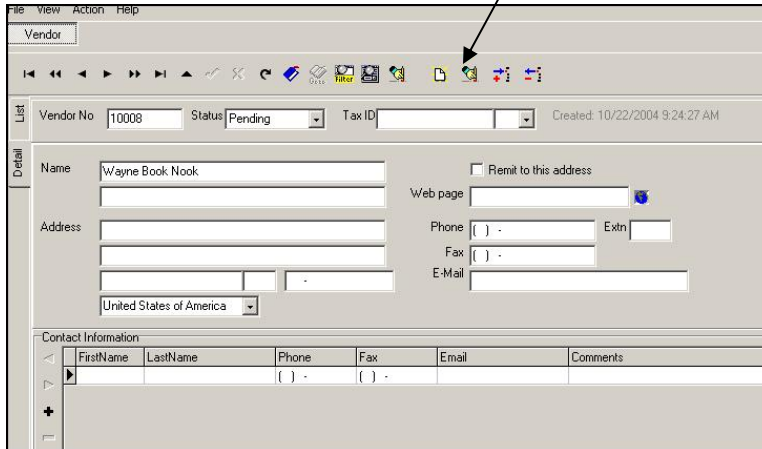 File View Action Help
Vendor
Goto Filter
List
Vendor No 10008 Status Pending Tax ID Created: 10/22/2004 9:24:27 AM
Detail
Name Wayne Book Nook Remit to this address
Web page
Address Phone ( ) - Extn
Fax ( ) -
E-Mail
-
United States of America
Contact Information
FirstName LastName Phone Fax Email Comments
( ) - ( ) -